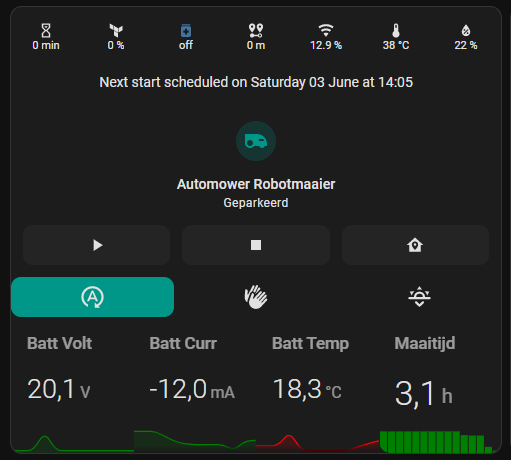 0 min 0 % off 0 m 12.9 % 38 °C 22 %
Next start scheduled on Saturday 03 June at 14:05
Automower Robotmaaier
Geparkeerd
A
Batt Volt Batt Curr Batt Temp Maaitijd
20,1 V -12,0 mA 18,3 °C 3,1 h